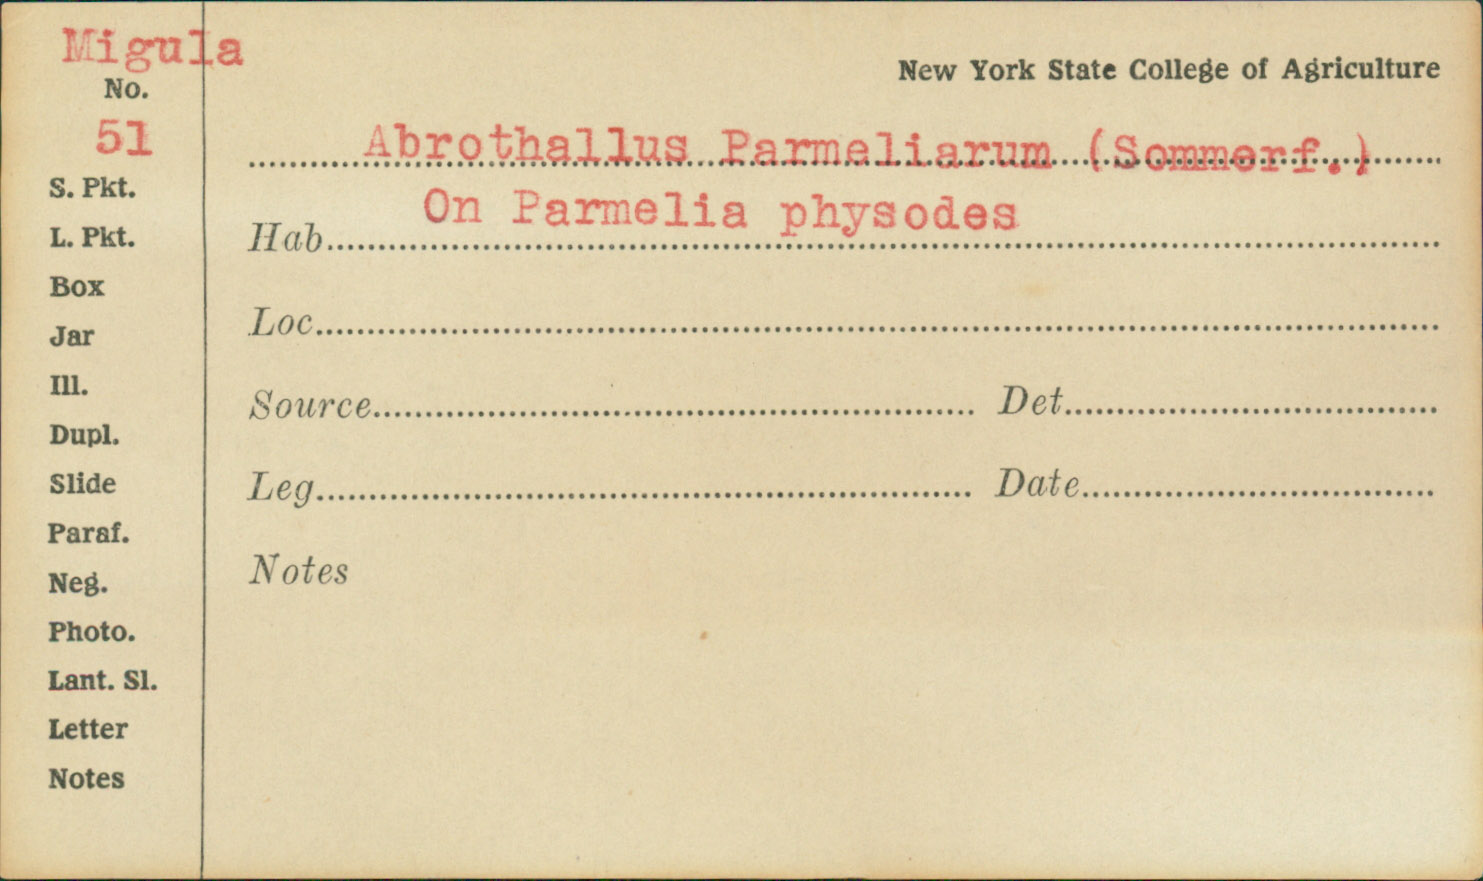 Migula
No.
51
S. Pkt.
L. Pkt.
Box
Jar
Ill.
Dupl.
Slide
Paraf.
Neg.
Photo.
Lant. Sl.
Letter
Notes
New York State College of Agriculture
Abrothallus Parmeliarum (Sommerf.)
On Parmelia physodes
Hab
Loc
Source Det
Leg Date
Notes